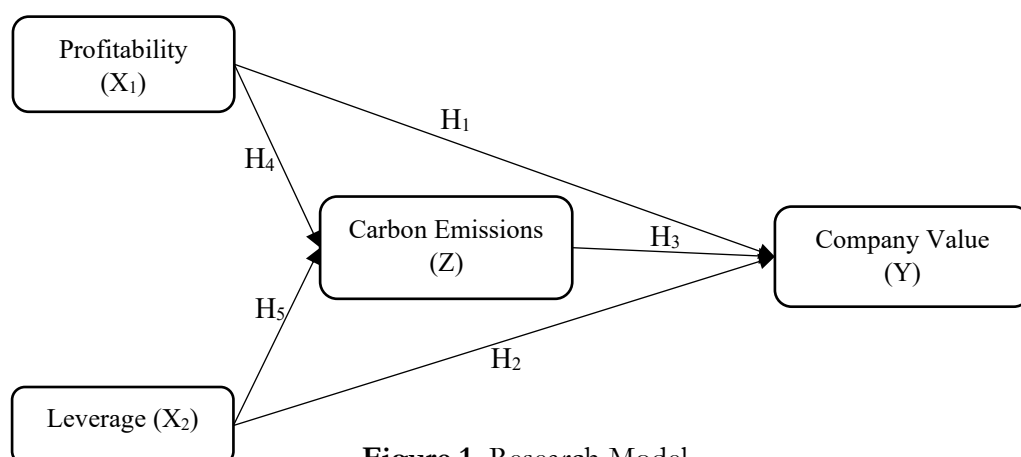 Profitability
(X₁)
H₁
H₄
Carbon Emissions
(Z)
H₃
Company Value
(Y)
H₅
H₂
Leverage (X₂)
Figure 1. Research Model